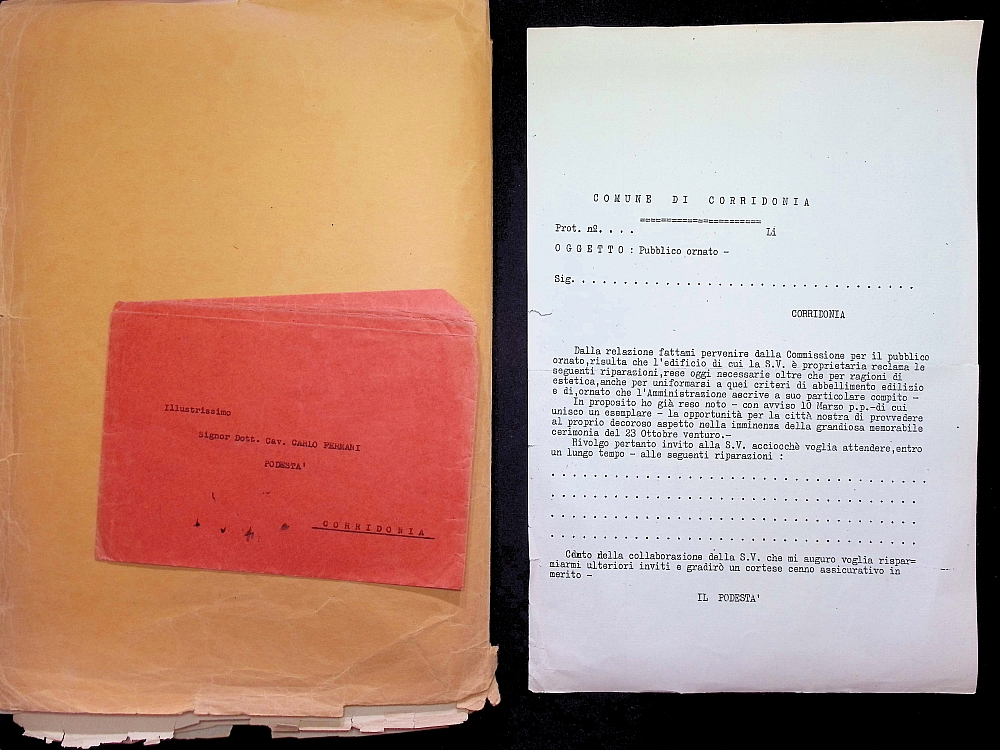 Illustrissimo
Signor Dott. Cav. CARLO FERMANI
PODESTA'
CORRIDONIA
COMUNE DI CORRIDONIA
=====================
Prot. nº. . . . Li
OGGETTO : Pubblico ornato -
Sig. . . . . . . . . . . . . . . . . . . . . . . . . . . . . . . . .
CORRIDONIA
Dalla relazione fattami pervenire dalla Commissione per il pubblico
ornato,risulta che l'edificio di cui la S.V. è proprietaria reclama le
seguenti riparazioni,rese oggi necessarie oltre che per ragioni di
estetica,anche per uniformarsi a quei criteri di abbellimento edilizio
e di,ornato che l'Amministrazione ascrive a suo particolare compito -
In proposito ho già reso noto - con avviso 10 Marzo p.p.-di cui
unisco un esemplare - la opportunità per la città nostra di provvedere
al proprio decoroso aspetto nella imminenza della grandiosa memorabile
cerimonia del 23 Ottobre venturo.-
Rivolgo pertanto invito alla S.V. acciocchè voglia attendere,entro
un lungo tempo - alle seguenti riparazioni :
. . . . . . . . . . . . . . . . . . . . . . . . . . . . . . . . . . .
. . . . . . . . . . . . . . . . . . . . . . . . . . . . . . . . . . .
. . . . . . . . . . . . . . . . . . . . . . . . . . . . . . . . . . .
. . . . . . . . . . . . . . . . . . . . . . . . . . . . . . . . . . .
Conto della collaborazione della S.V. che mi auguro voglia rispar=
miarmi ulteriori inviti e gradirò un cortese cenno assicurativo in
merito -
IL PODESTA'